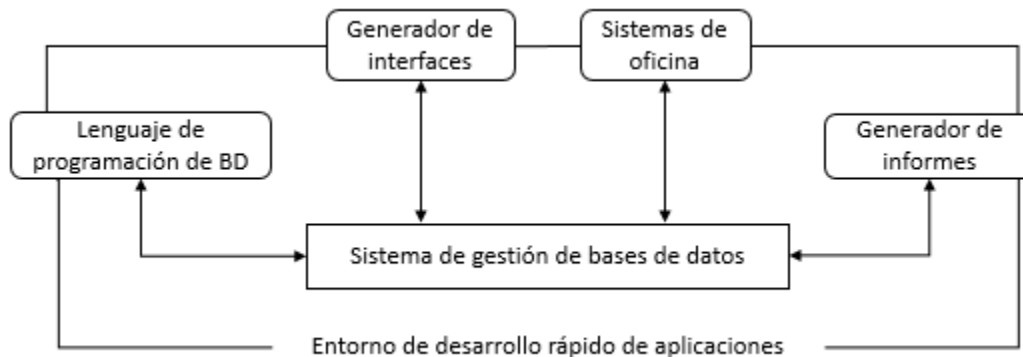 Generador de
interfaces
Sistemas de
oficina
Lenguaje de
programación de BD
Generador de
informes
Sistema de gestión de bases de datos
Entorno de desarrollo rápido de aplicaciones